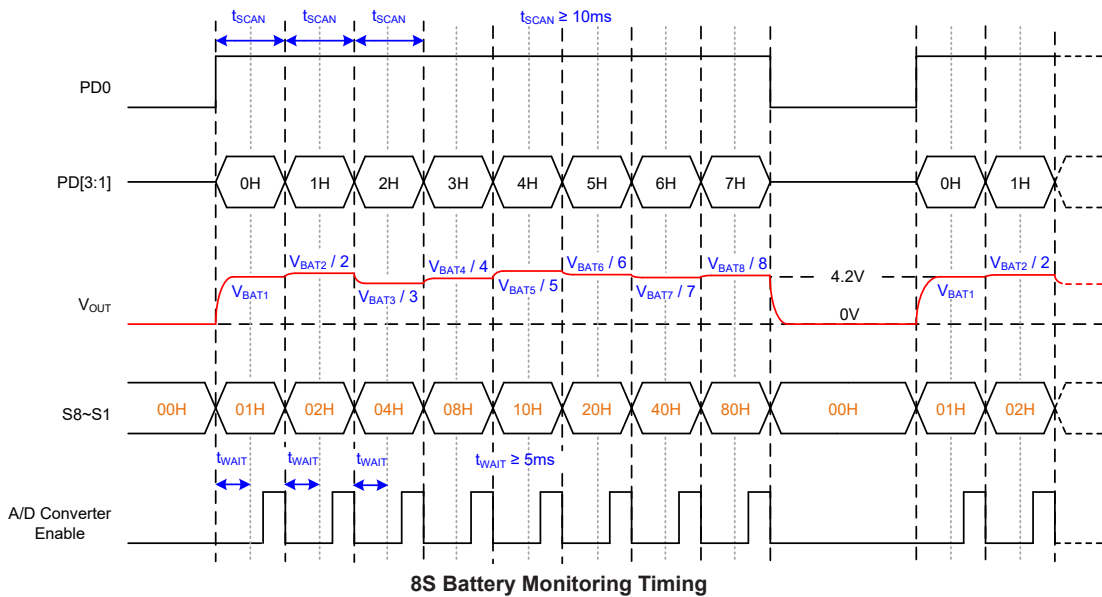 tSCAN tSCAN tSCAN tSCAN ≥ 10ms
PD0
PD[3:1] 0H 1H 2H 3H 4H 5H 6H 7H 0H 1H
VBAT1 VBAT2 / 2 VBAT3 / 3 VBAT4 / 4 VBAT5 / 5 VBAT6 / 6 VBAT7 / 7 VBAT8 / 8 4.2V VBAT1 VBAT2 / 2
VOUT 0V
S8~S1 00H 01H 02H 04H 08H 10H 20H 40H 80H 00H 01H 02H
tWAIT tWAIT tWAIT tWAIT ≥ 5ms
A/D Converter
Enable
8S Battery Monitoring Timing